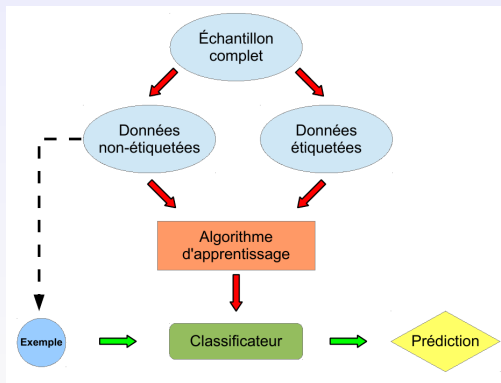 Échantillon
complet
Données
non-étiquetées
Données
étiquetées
Algorithme
d'apprentissage
Exemple
Classificateur
Prédiction